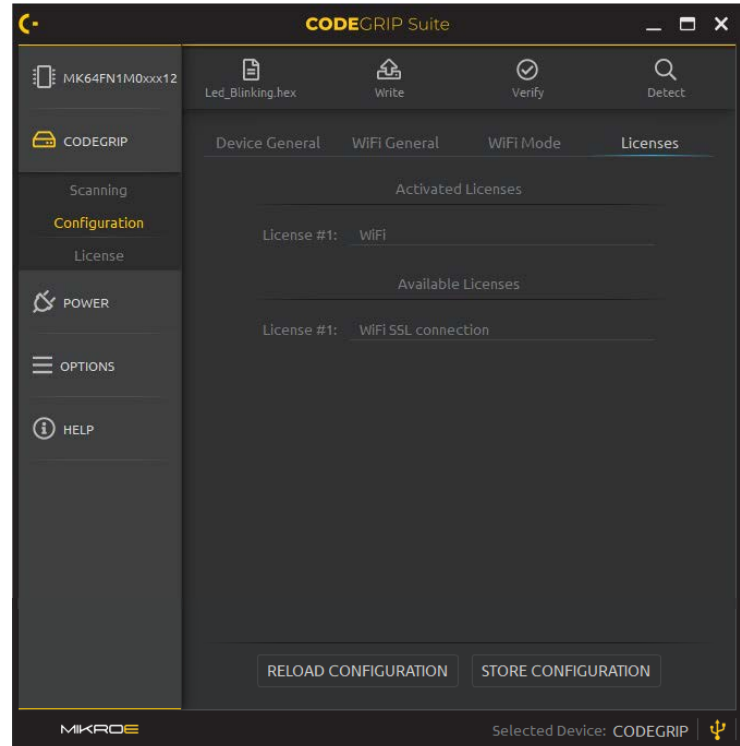 CODEGRIP Suite
MK64FN1M0xxx12
CODEGRIP
Scanning
Configuration
License
POWER
OPTIONS
HELP
Led_Blinking.hex Write Verify Detect
Device General WiFi General WiFi Mode Licenses
Activated Licenses
License #1: WiFi
Available Licenses
License #1: WiFi SSL connection
RELOAD CONFIGURATION STORE CONFIGURATION
MIKROE Selected Device: CODEGRIP